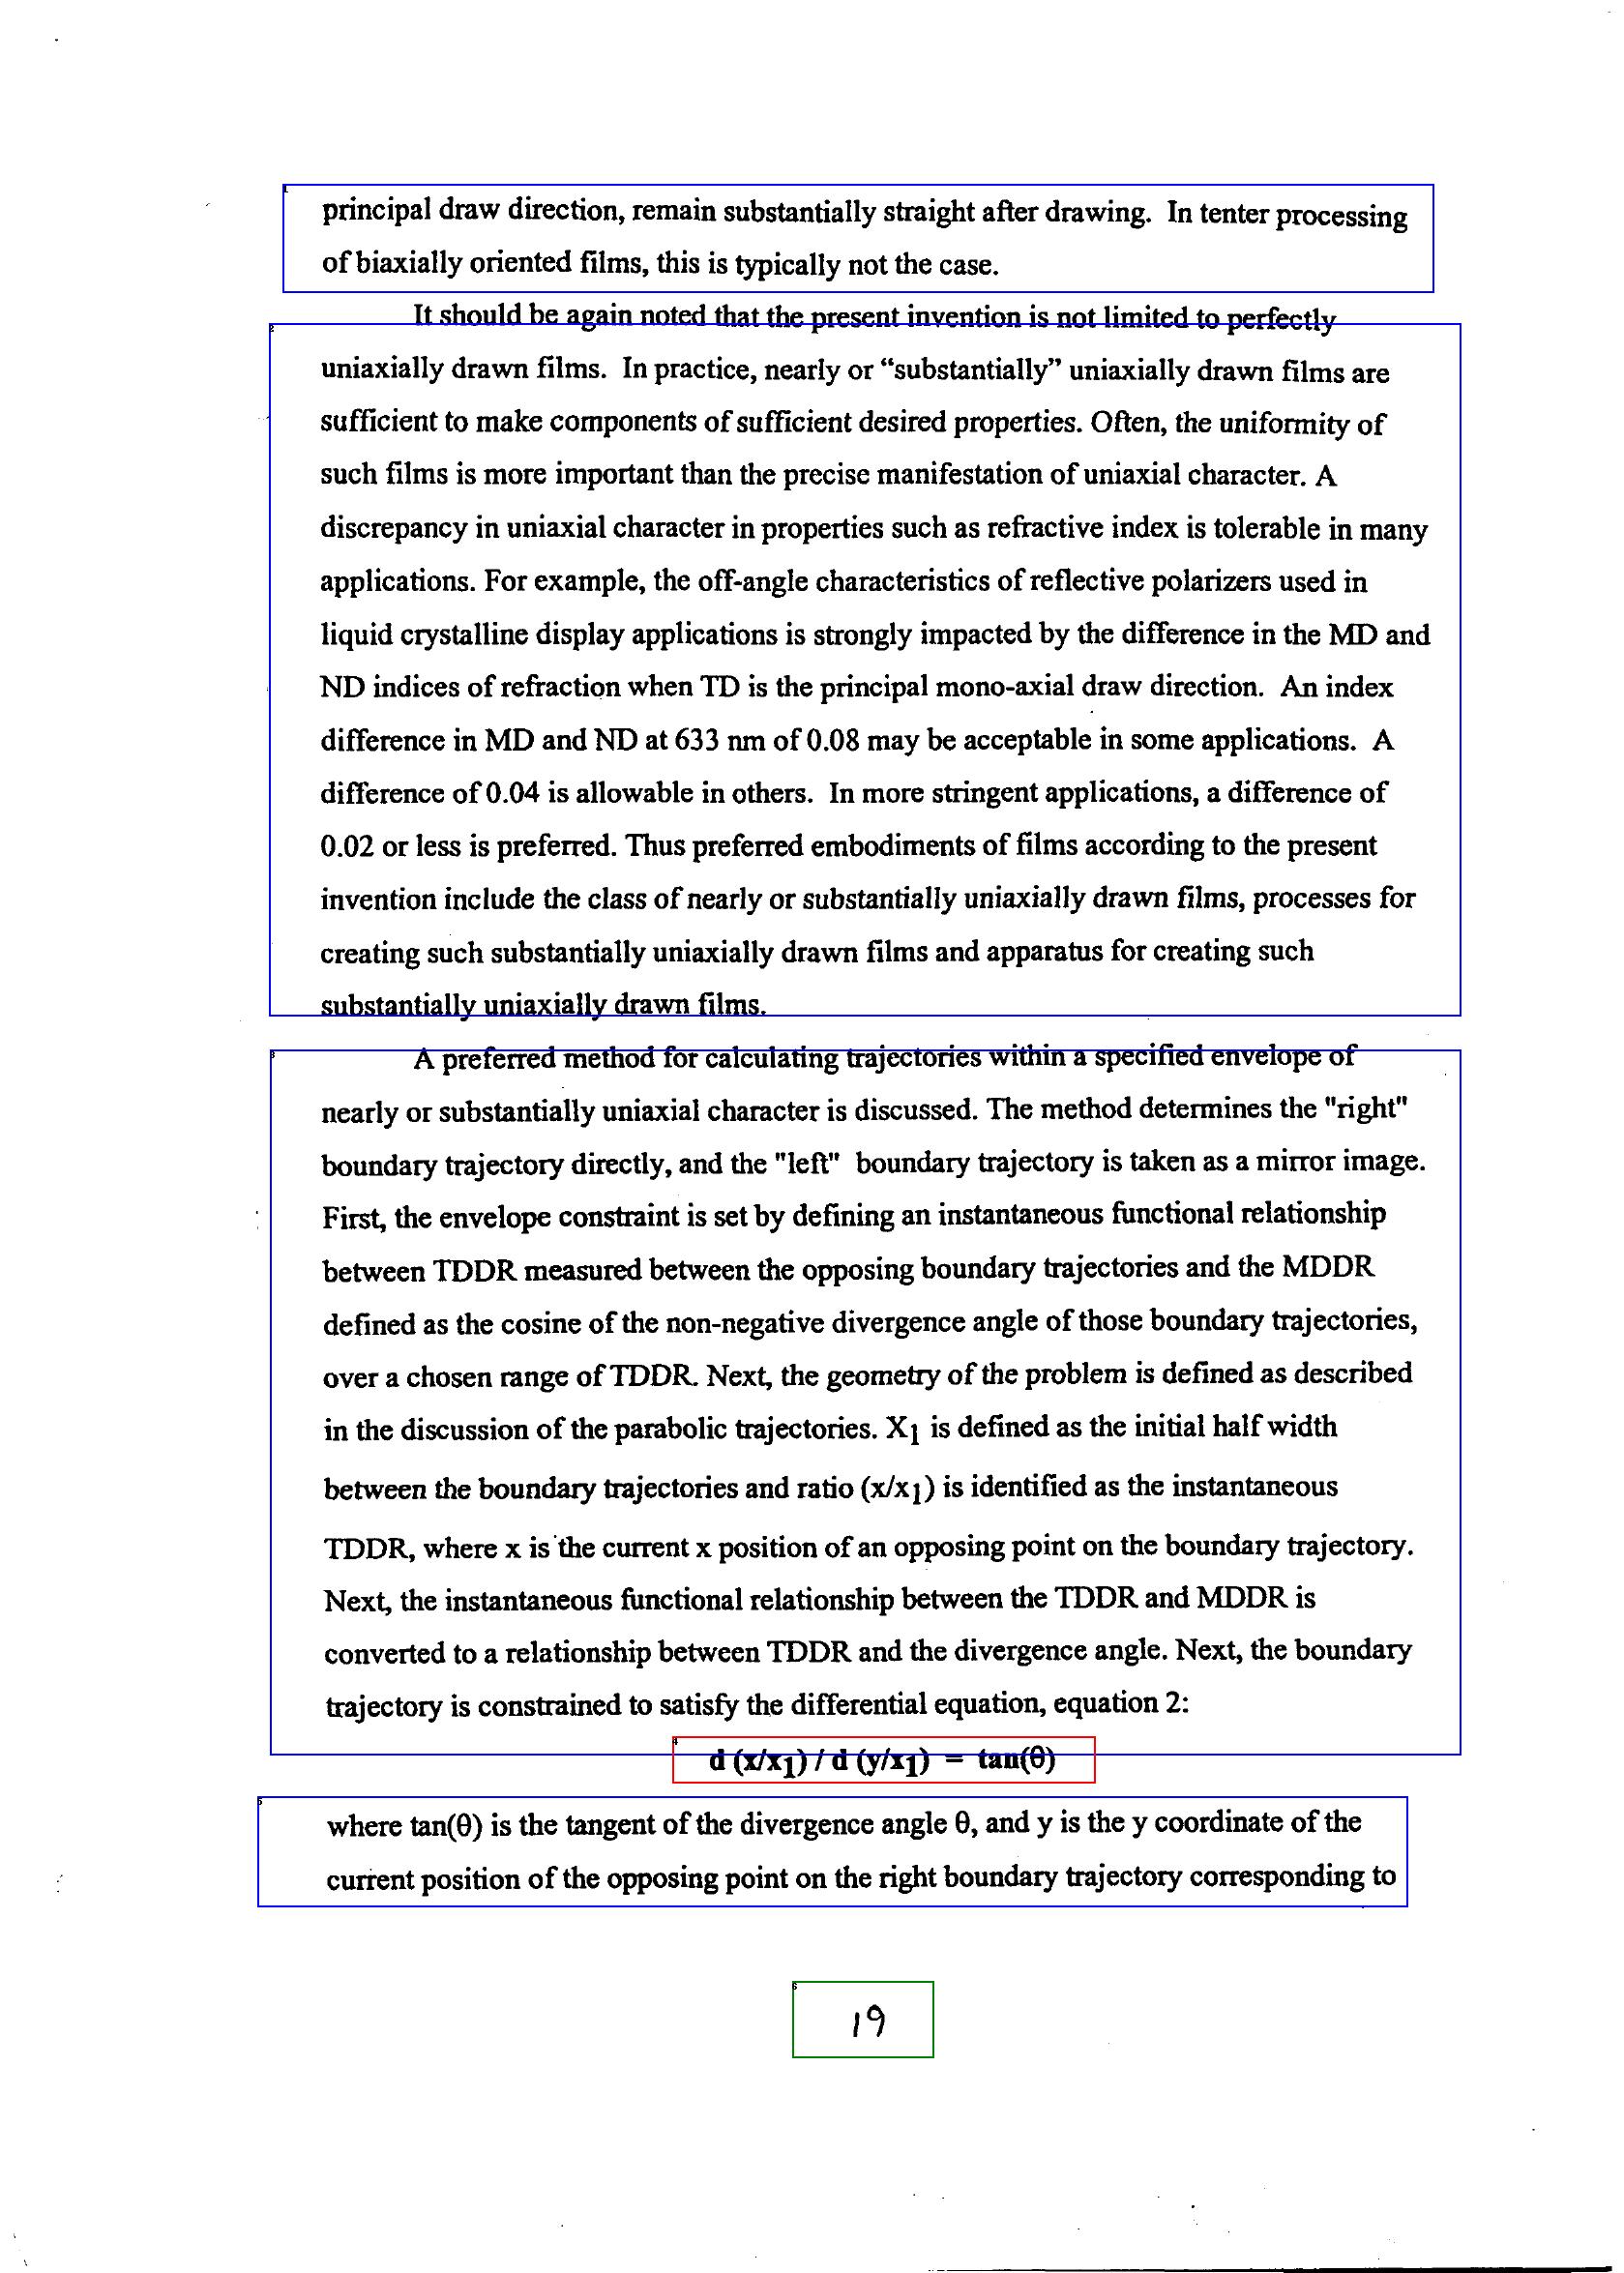 principal draw direction, remain substantially straight after drawing.  In tenter processing
of biaxially oriented films, this is typically not the case.
It should be again noted that the present invention is not limited to perfectly
uniaxially drawn films.  In practice, nearly or “substantially” uniaxially drawn films are
sufficient to make components of sufficient desired properties. Often, the uniformity of
such films is more important than the precise manifestation of uniaxial character. A
discrepancy in uniaxial character in properties such as refractive index is tolerable in many
applications. For example, the off-angle characteristics of reflective polarizers used in
liquid crystalline display applications is strongly impacted by the difference in the MD and
ND indices of refraction when TD is the principal mono-axial draw direction.  An index
difference in MD and ND at 633 nm of 0.08 may be acceptable in some applications.  A
difference of 0.04 is allowable in others.  In more stringent applications, a difference of
0.02 or less is preferred. Thus preferred embodiments of films according to the present
invention include the class of nearly or substantially uniaxially drawn films, processes for
creating such substantially uniaxially drawn films and apparatus for creating such
substantially uniaxially drawn films.
A preferred method for calculating trajectories within a specified envelope of
nearly or substantially uniaxial character is discussed. The method determines the "right"
boundary trajectory directly, and the "left"  boundary trajectory is taken as a mirror image.
First, the envelope constraint is set by defining an instantaneous functional relationship
between TDDR measured between the opposing boundary trajectories and the MDDR
defined as the cosine of the non-negative divergence angle of those boundary trajectories,
over a chosen range of TDDR. Next, the geometry of the problem is defined as described
in the discussion of the parabolic trajectories. X1 is defined as the initial half width
between the boundary trajectories and ratio (x/x1) is identified as the instantaneous
TDDR, where x is the current x position of an opposing point on the boundary trajectory.
Next, the instantaneous functional relationship between the TDDR and MDDR is
converted to a relationship between TDDR and the divergence angle. Next, the boundary
trajectory is constrained to satisfy the differential equation, equation 2:
d (x/x1) / d (y/x1)  =  tan(θ)
where tan(θ) is the tangent of the divergence angle θ, and y is the y coordinate of the
current position of the opposing point on the right boundary trajectory corresponding to
19